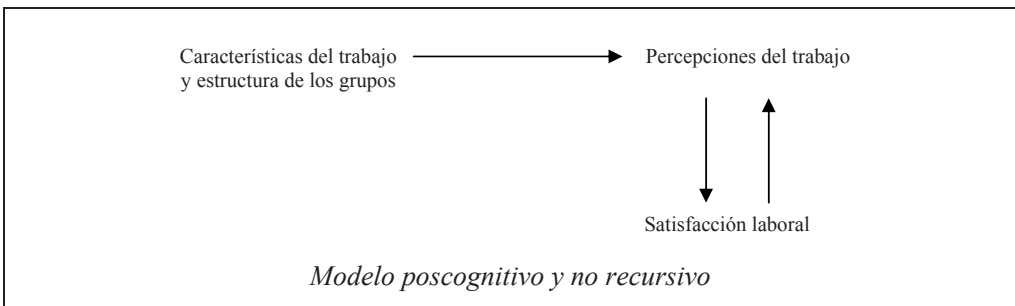 Características del trabajo
y estructura de los grupos
Percepciones del trabajo
Satisfacción laboral
Modelo poscognitivo y no recursivo